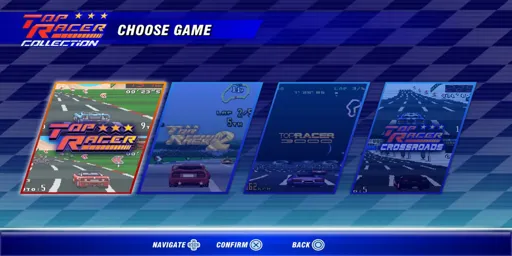 TOP RACER
COLLECTION
CHOOSE GAME
TOP RACER
TOP RACER 2
TOP RACER 3000
TOP RACER
CROSSROADS
NAVIGATE
CONFIRM
BACK